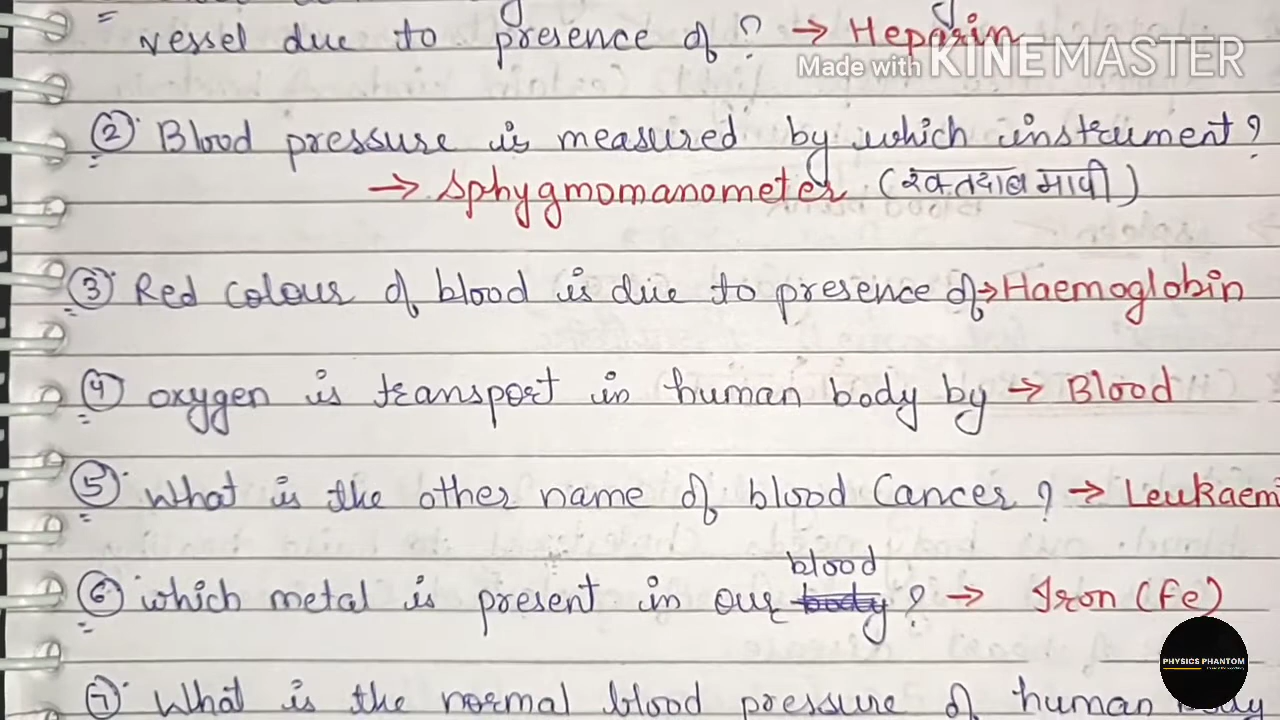 vessel due to presence of? → Heparin
Made with KINEMASTER
② Blood pressure is measured by which instrument?
→ Sphygmomanometer (रक्तदाब मापी)
③ Red colour of blood is due to presence of → Haemoglobin
④ oxygen is transport in human body by → Blood
⑤ What is the other name of blood Cancer? → Leukaemi
blood
⑥ which metal is present in our body? → Iron (Fe)
PHYSICS PHANTOM
⑦ What is the normal blood pressure of human body